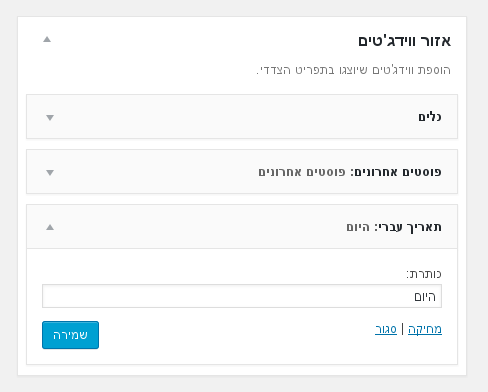 אזור ווידג'טים
הוספת ווידג'טים שיוצגו בתפריט הצדדי.
כלים
פוסטים אחרונים: פוסטים אחרונים
תאריך עברי: היום
כותרת:
היום
מחיקה | סגור
שמירה